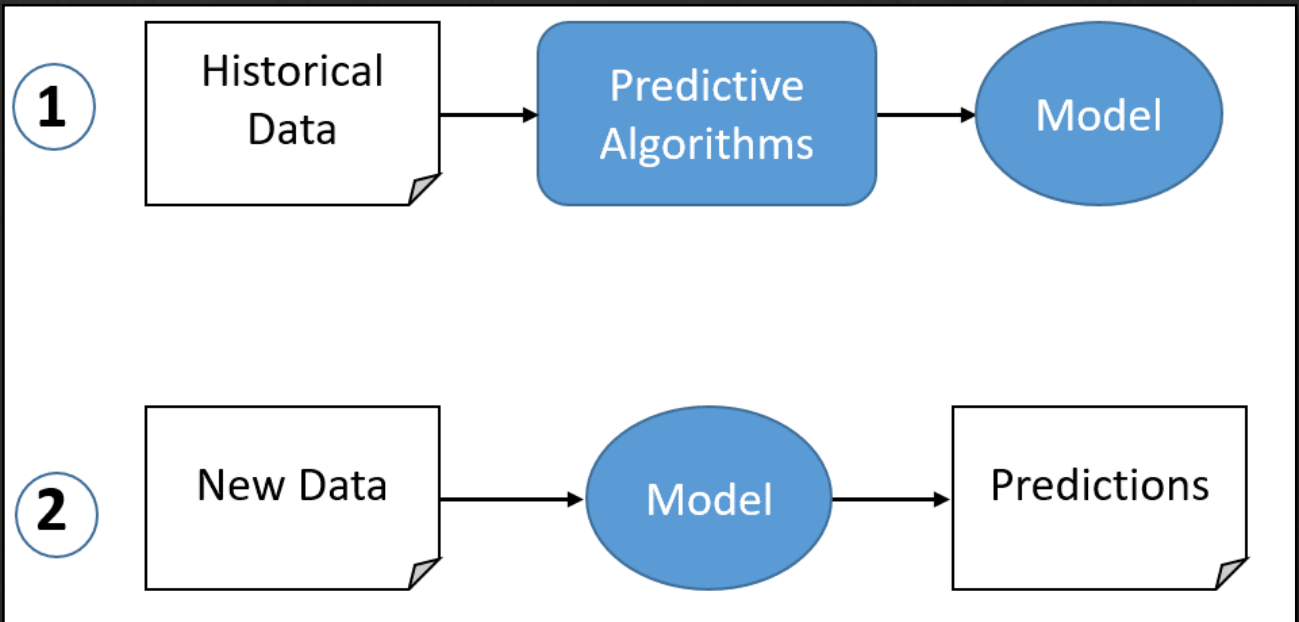 1
Historical
Data
Predictive
Algorithms
Model
2
New Data
Model
Predictions